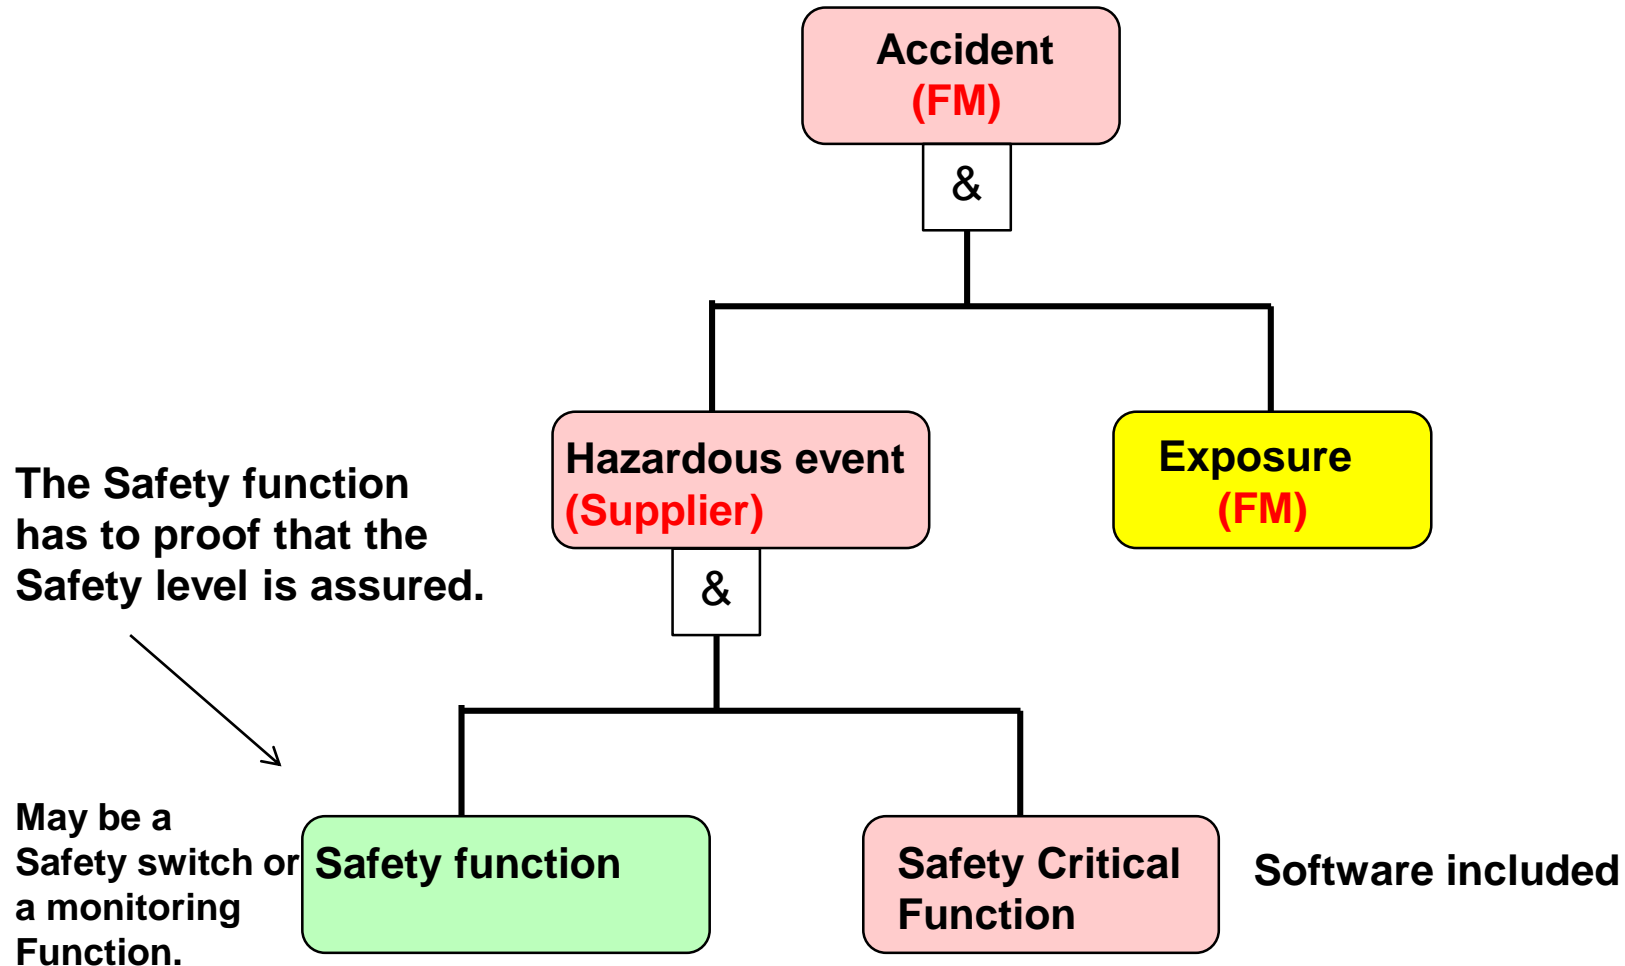 Accident
(FM)
&
Hazardous event
(Supplier)
Exposure
(FM)
The Safety function
has to proof that the
Safety level is assured.
&
May be a
Safety switch or
a monitoring
Function.
Safety function
Safety Critical
Function
Software included